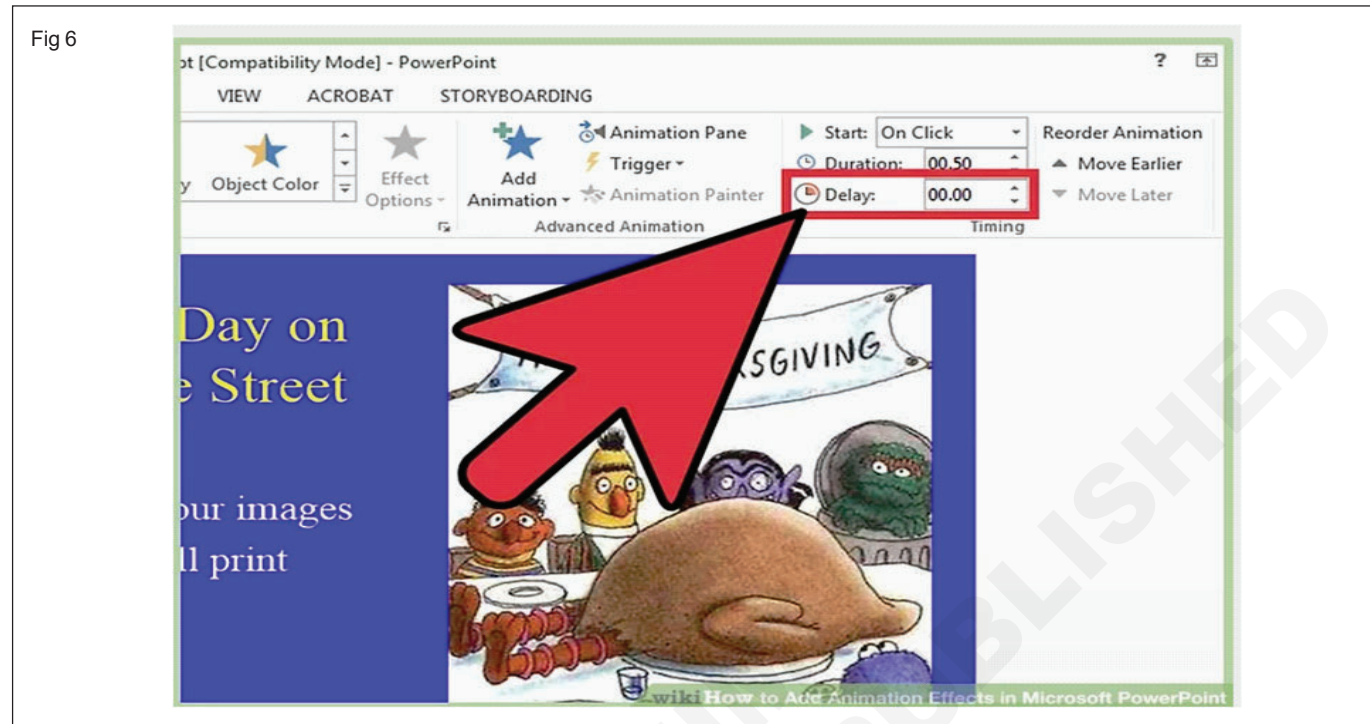 Fig 6
pt [Compatibility Mode] - PowerPoint ?
VIEW ACROBAT STORYBOARDING
Animation Pane Start: On Click Reorder Animation
Trigger Duration: 00.50 Move Earlier
y Object Color Effect Options Add Animation Animation Painter Delay: 00.00 Move Later
Advanced Animation Timing
Day on
e Street
SGIVING
our images
ll print
wikiHow to Add Animation Effects in Microsoft PowerPoint
BLISHED